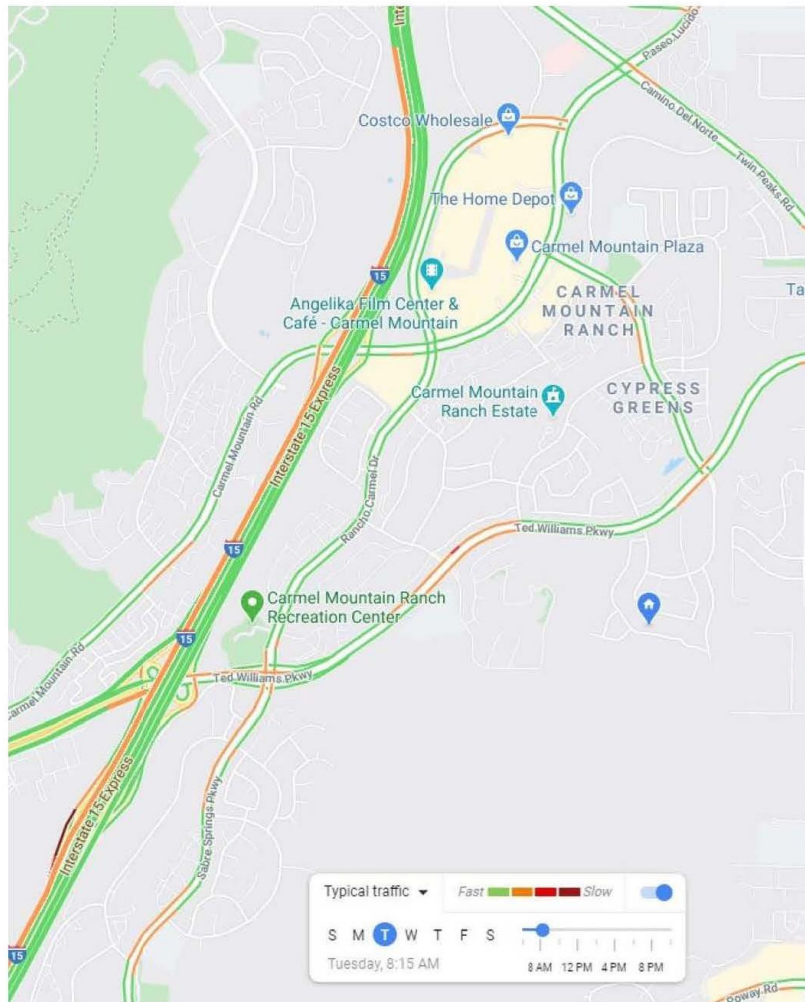 Inte
Paseo Lucido
Costco Wholesale
Camino Del Norte
Twin Peaks Rd
The Home Depot
Carmel Mountain Plaza
15
Angelika Film Center &
Café - Carmel Mountain
CARMEL
MOUNTAIN
RANCH
Ta
Interstate 15 Express
Carmel Mountain
Ranch Estate
CYPRESS
GREENS
Carmel Mountain Rd
Rancho Carmel Dr
Ted Williams Pkwy
15
Carmel Mountain Ranch
Recreation Center
15
Carmel Mountain Rd
Ted Williams Pkwy
Interstate 15 Express
Sabre Springs Pkwy
Typical traffic
Fast Slow
S M T W T F S
Tuesday, 8:15 AM
8 AM 12 PM 4 PM 8 PM
15
Poway Rd